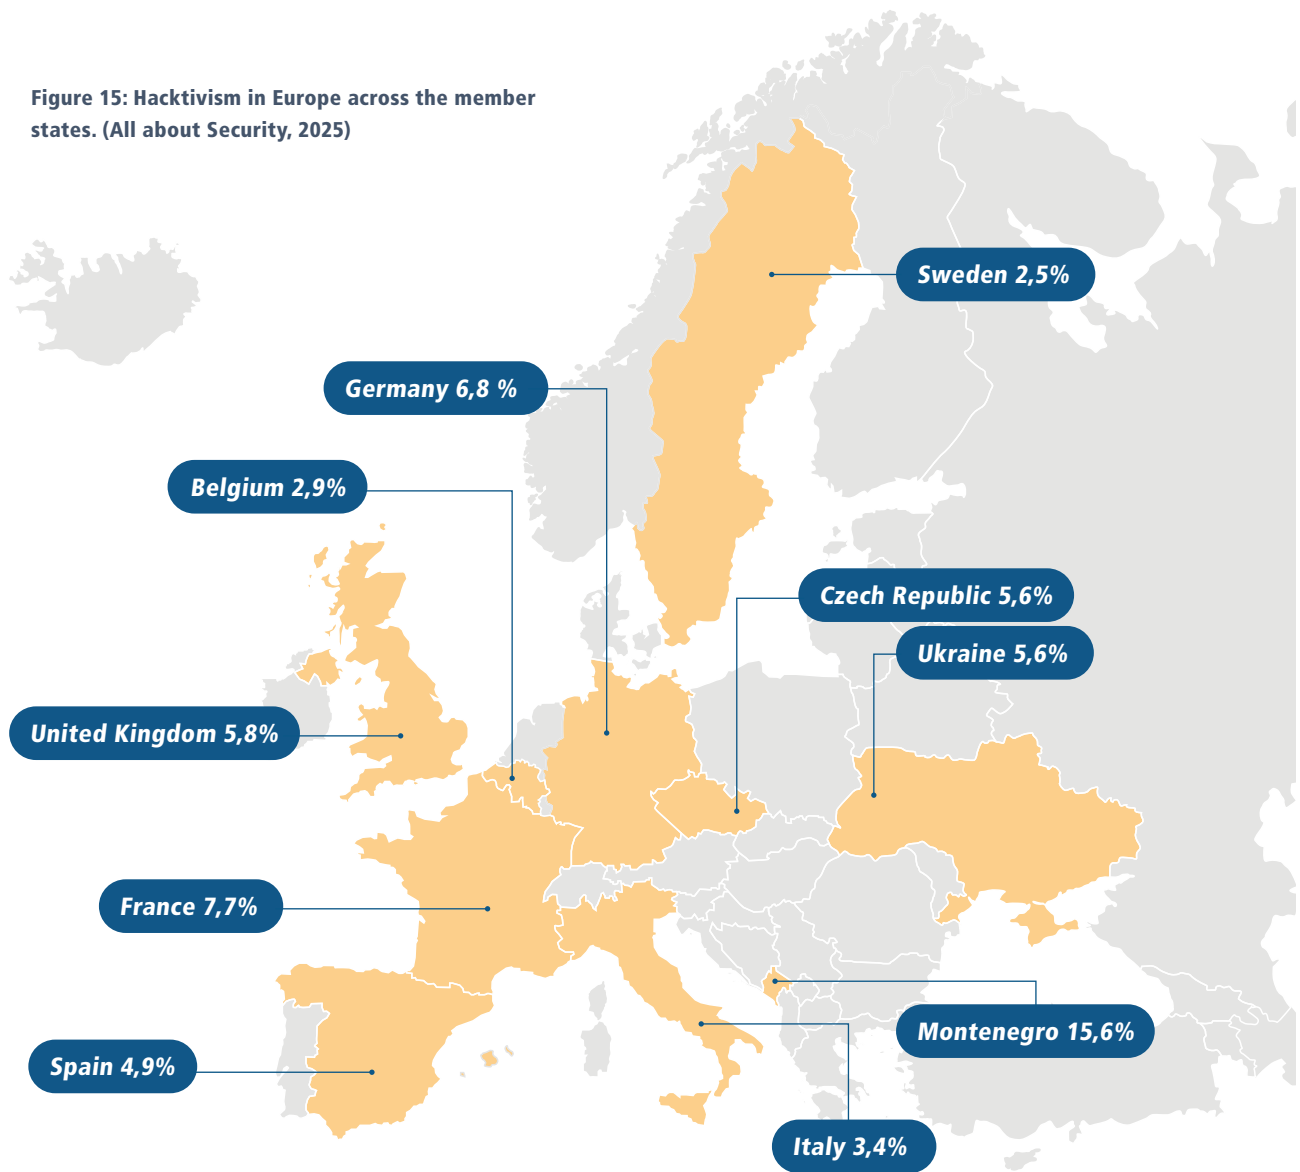 Figure 15: Hacktivism in Europe across the member
states. (All about Security, 2025)
Sweden 2,5%
Germany 6,8 %
Belgium 2,9%
Czech Republic 5,6%
Ukraine 5,6%
United Kingdom 5,8%
France 7,7%
Montenegro 15,6%
Spain 4,9%
Italy 3,4%